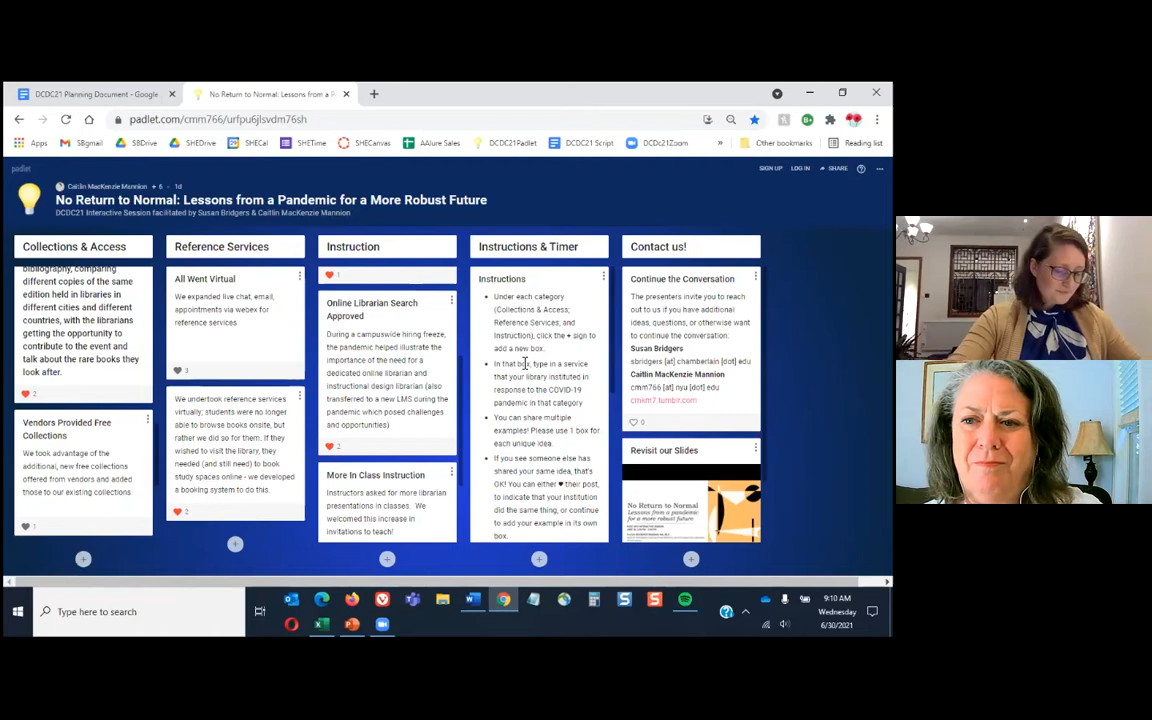 DCDC21 Planning Document - Google
No Return to Normal: Lessons from a P
padlet.com/cmm766/urfpu6jlsvdm76sh
Apps
SBgmail
SBDrive
SHEDrive
SHECal
SHETime
SHECanvas
AAlure Sales
DCDC21Padlet
DCDC21 Script
DCDc21Zoom
»
Other bookmarks
Reading list
padlet
SIGN UP
LOG IN
SHARE
Caitlin MacKenzie Mannion + 6 • 1d
No Return to Normal: Lessons from a Pandemic for a More Robust Future
DCDC21 Interactive Session facilitated by Susan Bridgers & Caitlin MacKenzie Mannion
Collections & Access
bibliography, comparing
different copies of the same
edition held in libraries in
different cities and different
countries, with the librarians
getting the opportunity to
contribute to the event and
talk about the rare books they
look after.
2
Vendors Provided Free
Collections
We took advantage of the
additional, new free collections
offered from vendors and added
those to our existing collections
1
Reference Services
All Went Virtual
We expanded live chat, email,
appointments via webex for
reference services
3
We undertook reference services
virtually; students were no longer
able to browse books onsite, but
rather we did so for them. If they
wished to visit the library, they
needed (and still need) to book
study spaces online - we developed
a booking system to do this.
2
Instruction
1
Online Librarian Search
Approved
During a campuswide hiring freeze,
the pandemic helped illustrate the
importance of the need for a
dedicated online librarian and
instructional design librarian (also
transferred to a new LMS during the
pandemic which posed challenges
and opportunities)
2
More In Class Instruction
Instructors asked for more librarian
presentations in classes. We
welcomed this increase in
invitations to teach!
Instructions & Timer
Instructions
• Under each category
(Collections & Access;
Reference Services; and
Instruction), click the + sign to
add a new box.
• In that box, type in a service
that your library instituted in
response to the COVID-19
pandemic in that category
• You can share multiple
examples! Please use 1 box for
each unique idea.
• If you see someone else has
shared your same idea, that's
OK! You can either ♥ their post,
to indicate that your institution
did the same thing, or continue
to add your example in its own
box.
Contact us!
Continue the Conversation
The presenters invite you to reach
out to us if you have additional
ideas, questions, or otherwise want
to continue the conversation:
Susan Bridgers
sbridgers [at] chamberlain [dot] edu
Caitlin MacKenzie Mannion
cmm766 [at] nyu [dot] edu
cmkm7.tumblr.com
0
Revisit our Slides
No Return to Normal
Lessons from a pandemic
for a more robust future
Type here to search
9:10 AM
Wednesday
6/30/2021